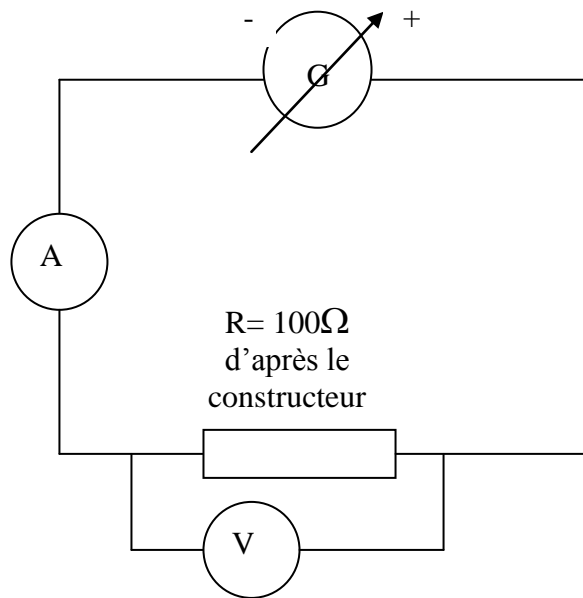 - +
G
A
R= 100Ω
d'après le
constructeur
V